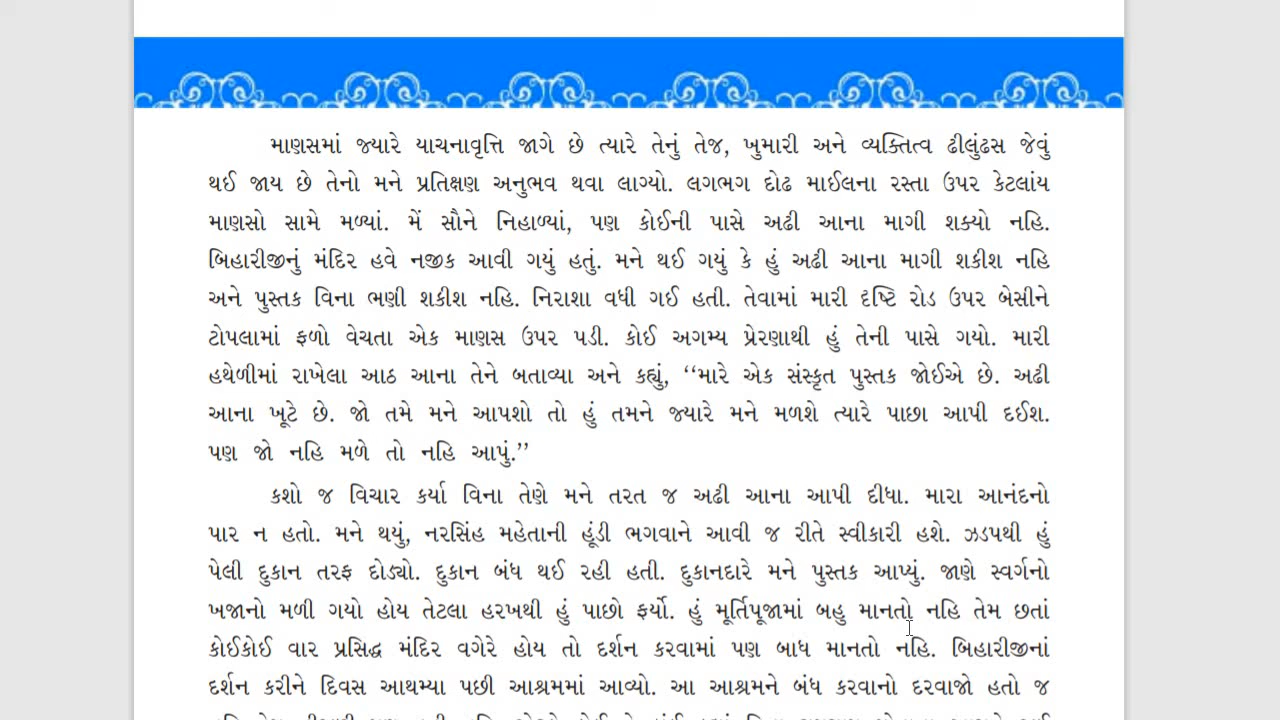 માણસમાં જ્યારે યાચનાવૃત્તિ જાગે છે ત્યારે તેનું તેજ, ખુમારી અને વ્યક્તિત્વ ઢીલુંઢસ જેવું
થઈ જાય છે તેનો મને પ્રતિક્ષણ અનુભવ થવા લાગ્યો. લગભગ દોઢ માઈલના રસ્તા ઉપર કેટલાંય
માણસો સામે મળ્યાં. મેં સૌને નિહાળ્યાં, પણ કોઈની પાસે અઢી આના માગી શક્યો નહિ.
બિહારીજીનું મંદિર હવે નજીક આવી ગયું હતું. મને થઈ ગયું કે હું અઢી આના માગી શકીશ નહિ
અને પુસ્તક વિના ભણી શકીશ નહિ. નિરાશા વધી ગઈ હતી. તેવામાં મારી દૃષ્ટિ રોડ ઉપર બેસીને
ટોપલામાં ફળો વેચતા એક માણસ ઉપર પડી. કોઈ અગમ્ય પ્રેરણાથી હું તેની પાસે ગયો. મારી
હથેળીમાં રાખેલા આઠ આના તેને બતાવ્યા અને કહ્યું, ‘‘મારે એક સંસ્કૃત પુસ્તક જોઈએ છે. અઢી
આના ખૂટે છે. જો તમે મને આપશો તો હું તમને જ્યારે મને મળશે ત્યારે પાછા આપી દઈશ.
પણ જો નહિ મળે તો નહિ આપું.’’
કશો જ વિચાર કર્યા વિના તેણે મને તરત જ અઢી આના આપી દીધા. મારા આનંદનો
પાર ન હતો. મને થયું, નરસિંહ મહેતાની હૂંડી ભગવાને આવી જ રીતે સ્વીકારી હશે. ઝડપથી હું
પેલી દુકાન તરફ દોડ્યો. દુકાન બંધ થઈ રહી હતી. દુકાનદારે મને પુસ્તક આપ્યું. જાણે સ્વર્ગનો
ખજાનો મળી ગયો હોય તેટલા હરખથી હું પાછો ફર્યો. હું મૂર્તિપૂજામાં બહુ માનતો નહિ તેમ છતાં
કોઈકોઈ વાર પ્રસિદ્ધ મંદિર વગેરે હોય તો દર્શન કરવામાં પણ બાધ માનતો નહિ. બિહારીજીનાં
દર્શન કરીને દિવસ આથમ્યા પછી આશ્રમમાં આવ્યો. આ આશ્રમને બંધ કરવાનો દરવાજો હતો જ